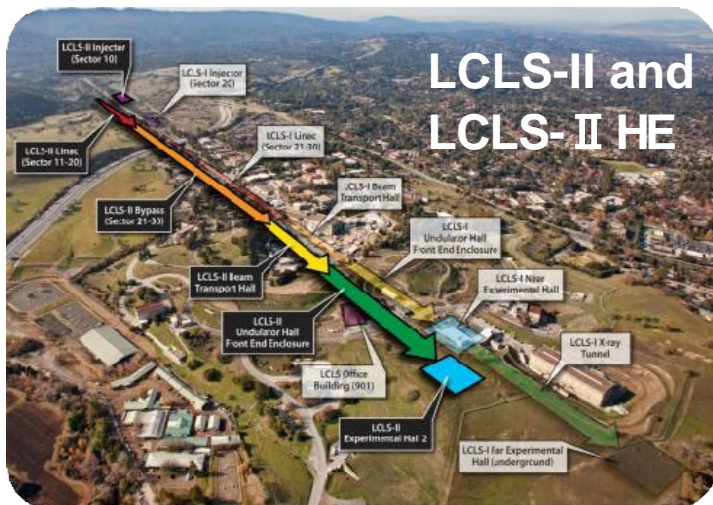 LCLS-II and
LCLS-Ⅱ HE
LCLS-II Injector
(Sector 10)
LCLS-I Injector
(Sector 20)
LCLS-II Linac
(Sector 11-20)
LCLS-I Linac
(Sector 21-30)
LCLS-II Bypass
(Sector 21-30)
LCLS-I Beam
Transport Hall
LCLS-I
Undulator Hall
Front End Enclosure
LCLS-II Beam
Transport Hall
LCLS-I Near
Experimental Hall
LCLS-II
Undulator Hall
Front End Enclosure
LCLS Office
Building (901)
LCLS-I X-ray
Tunnel
LCLS-II
Experimental Hall 2
LCLS-I Far Experimental
Hall (underground)